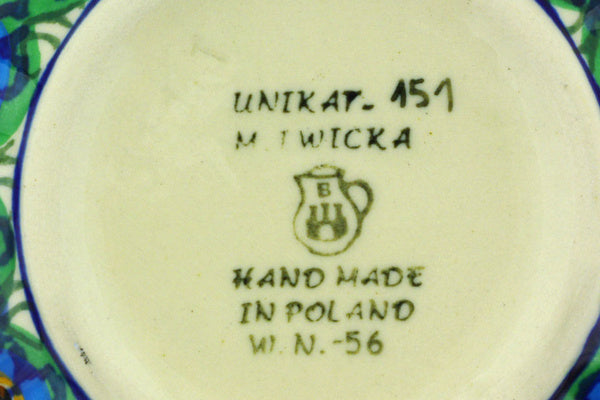 UNIKAT- 151
M. IWICKA
B
HAND MADE
IN POLAND
W. N. -56